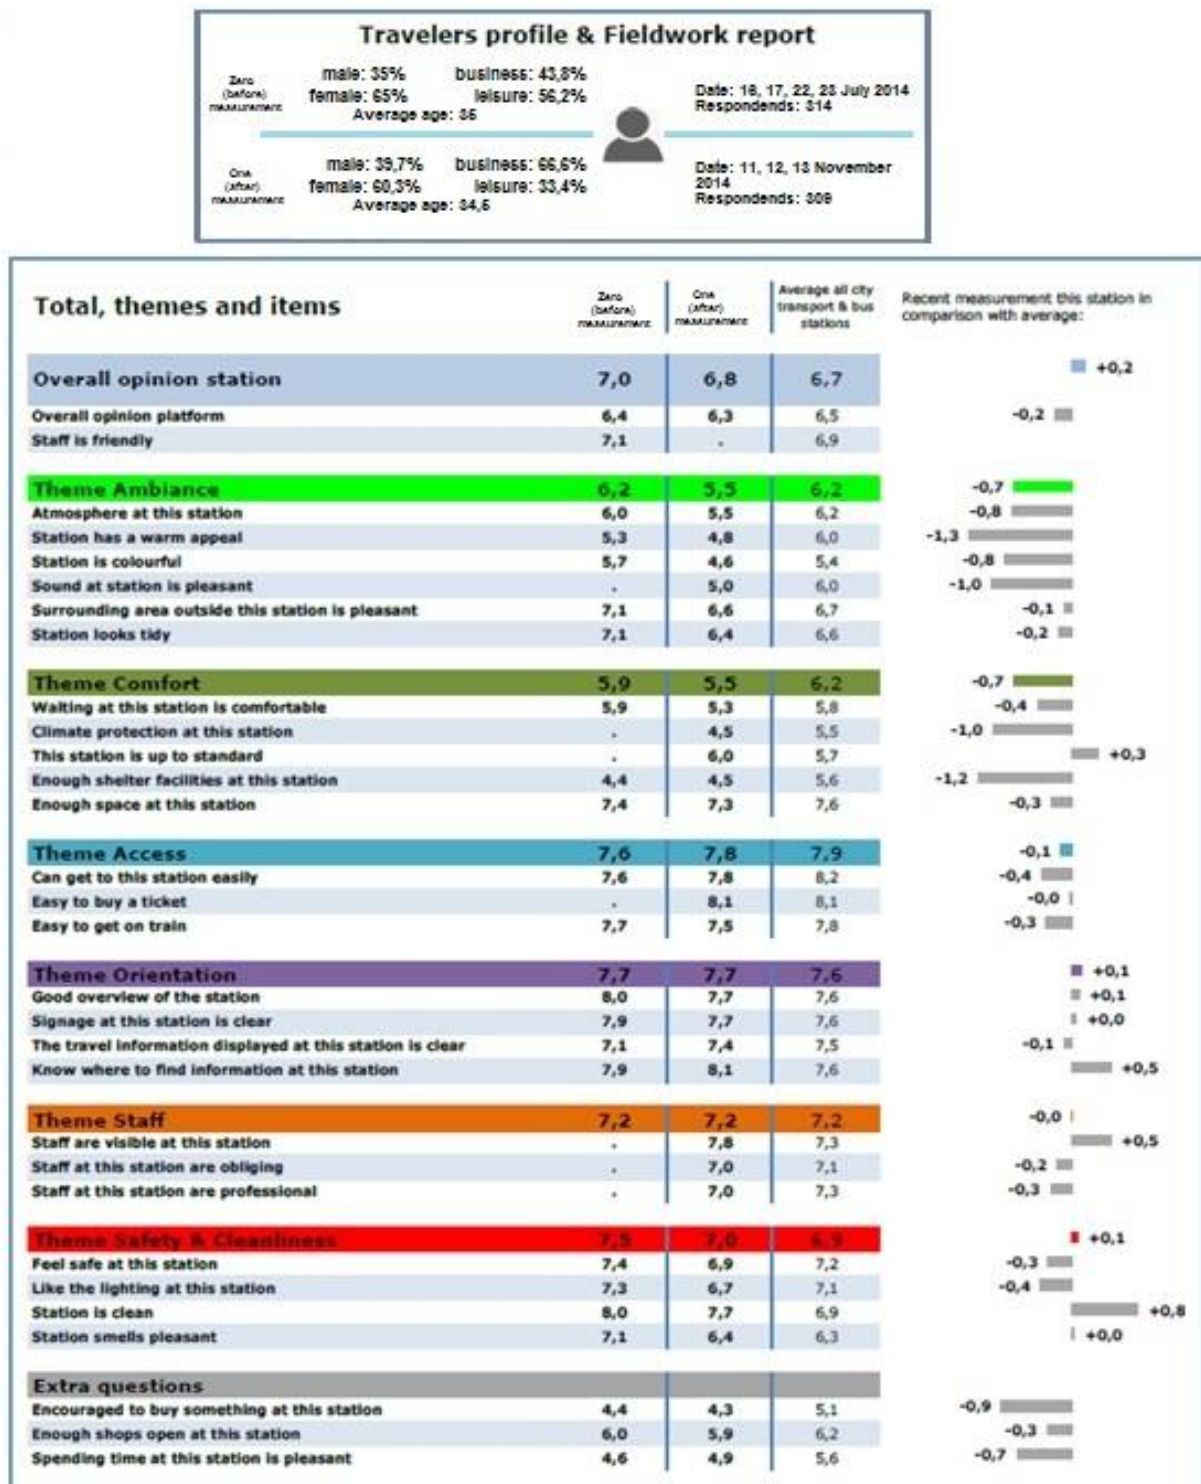 Travelers profile & Fieldwork report
Zero (before) measurement
male: 35% business: 43,8%
female: 65% leisure: 56,2%
Average age: 35
Date: 16, 17, 22, 23 July 2014
Respondends: 314
One (after) measurement
male: 39,7% business: 66,6%
female: 60,3% leisure: 33,4%
Average age: 34,5
Date: 11, 12, 13 November
2014
Respondends: 309
Total, themes and items
Zero (before) measurement
One (after) measurement
Average all city transport & bus stations
Recent measurement this station in
comparison with average:
Overall opinion station 7,0 6,8 6,7 +0,2
Overall opinion platform 6,4 6,3 6,5 -0,2
Staff is friendly 7,1 . 6,9
Theme Ambiance 6,2 5,5 6,2 -0,7
Atmosphere at this station 6,0 5,5 6,2 -0,8
Station has a warm appeal 5,3 4,8 6,0 -1,3
Station is colourful 5,7 4,6 5,4 -0,8
Sound at station is pleasant . 5,0 6,0 -1,0
Surrounding area outside this station is pleasant 7,1 6,6 6,7 -0,1
Station looks tidy 7,1 6,4 6,6 -0,2
Theme Comfort 5,9 5,5 6,2 -0,7
Waiting at this station is comfortable 5,9 5,3 5,8 -0,4
Climate protection at this station . 4,5 5,5 -1,0
This station is up to standard . 6,0 5,7 +0,3
Enough shelter facilities at this station 4,4 4,5 5,6 -1,2
Enough space at this station 7,4 7,3 7,6 -0,3
Theme Access 7,6 7,8 7,9 -0,1
Can get to this station easily 7,6 7,8 8,2 -0,4
Easy to buy a ticket . 8,1 8,1 -0,0
Easy to get on train 7,7 7,5 7,8 -0,3
Theme Orientation 7,7 7,7 7,6 +0,1
Good overview of the station 8,0 7,7 7,6 +0,1
Signage at this station is clear 7,9 7,7 7,6 +0,0
The travel information displayed at this station is clear 7,1 7,4 7,5 -0,1
Know where to find information at this station 7,9 8,1 7,6 +0,5
Theme Staff 7,2 7,2 7,2 -0,0
Staff are visible at this station . 7,8 7,3 +0,5
Staff at this station are obliging . 7,0 7,1 -0,2
Staff at this station are professional . 7,0 7,3 -0,3
Theme Safety & Cleanliness 7,5 7,0 6,9 +0,1
Feel safe at this station 7,4 6,9 7,2 -0,3
Like the lighting at this station 7,3 6,7 7,1 -0,4
Station is clean 8,0 7,7 6,9 +0,8
Station smells pleasant 7,1 6,4 6,3 +0,0
Extra questions
Encouraged to buy something at this station 4,4 4,3 5,1 -0,9
Enough shops open at this station 6,0 5,9 6,2 -0,3
Spending time at this station is pleasant 4,6 4,9 5,6 -0,7